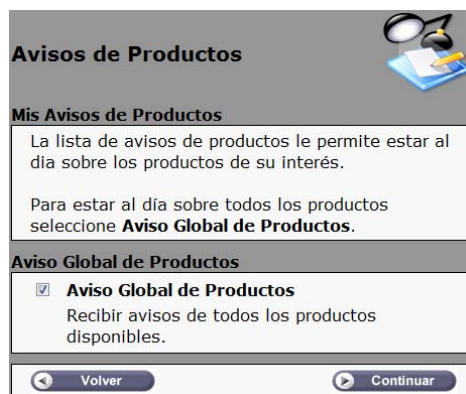 Avisos de Productos
Mis Avisos de Productos
La lista de avisos de productos le permite estar al
dia sobre los productos de su interés.
Para estar al día sobre todos los productos
seleccione Aviso Global de Productos.
Aviso Global de Productos
Aviso Global de Productos
Recibir avisos de todos los productos
disponibles.
Volver
Continuar